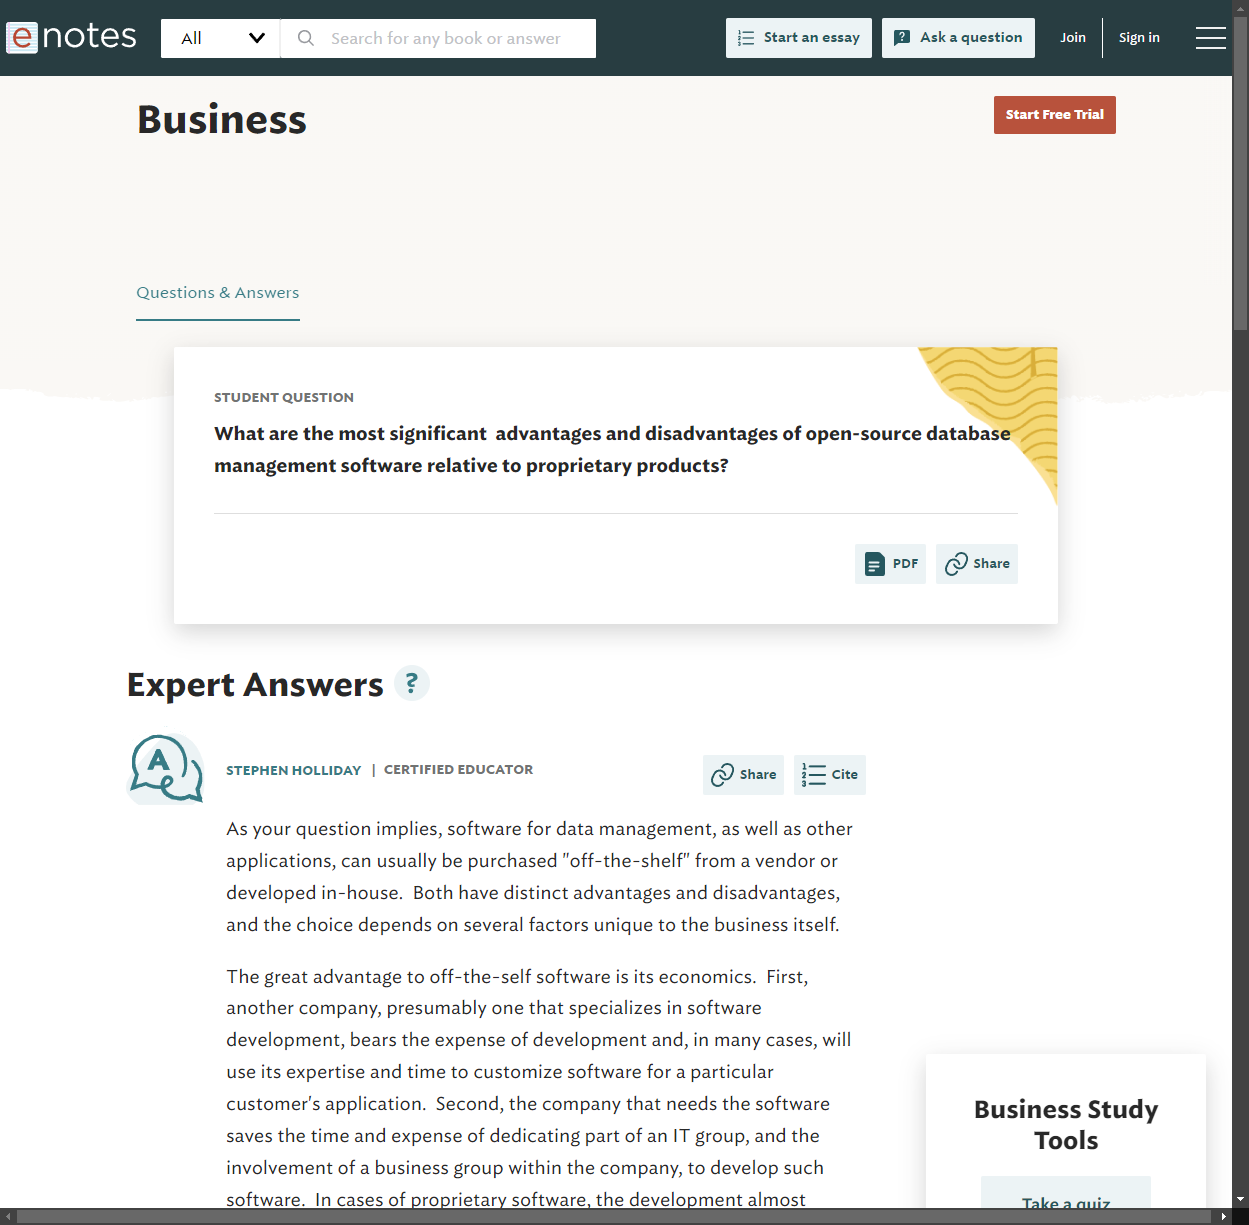 enotes
All
Search for any book or answer
Start an essay
Ask a question
Join
Sign in
Business
Start Free Trial
Questions & Answers
STUDENT QUESTION
What are the most significant  advantages and disadvantages of open-source database
management software relative to proprietary products?
PDF
Share
Expert Answers ?
STEPHEN HOLLIDAY | CERTIFIED EDUCATOR
Share
Cite
As your question implies, software for data management, as well as other
applications, can usually be purchased "off-the-shelf" from a vendor or
developed in-house.  Both have distinct advantages and disadvantages,
and the choice depends on several factors unique to the business itself.
The great advantage to off-the-self software is its economics.  First,
another company, presumably one that specializes in software
development, bears the expense of development and, in many cases, will
use its expertise and time to customize software for a particular
customer's application.  Second, the company that needs the software
saves the time and expense of dedicating part of an IT group, and the
involvement of a business group within the company, to develop such
software.  In cases of proprietary software, the development almost
Business Study
Tools
Take a quiz